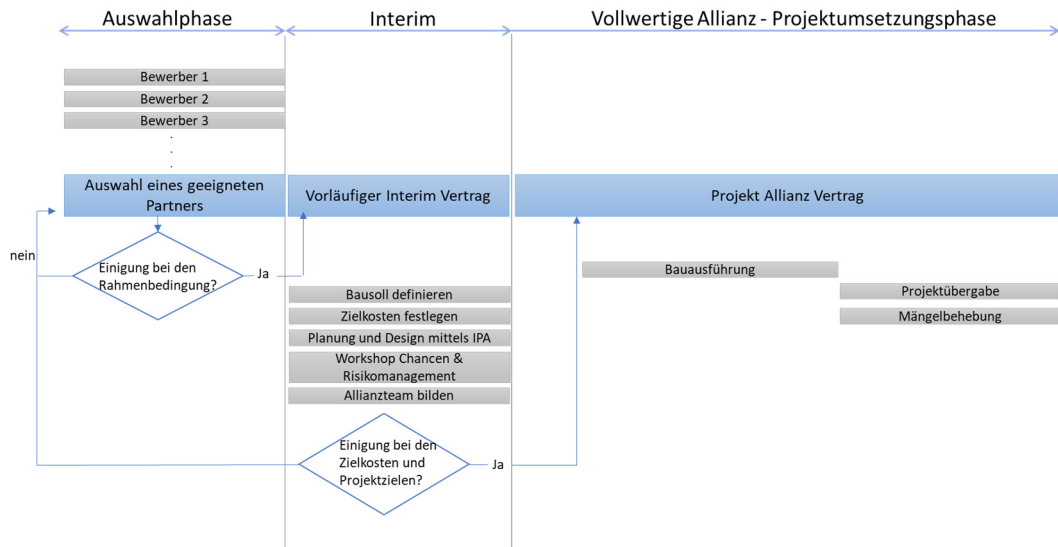 Auswahlphase
Interim
Vollwertige Allianz - Projektumsetzungsphase
Bewerber 1
Bewerber 2
Bewerber 3
.
.
.
Auswahl eines geeigneten
Partners
Vorläufiger Interim Vertrag
Projekt Allianz Vertrag
nein
Einigung bei den
Rahmenbedingung?
Ja
Bausoll definieren
Zielkosten festlegen
Planung und Design mittels IPA
Workshop Chancen &
Risikomanagement
Allianzteam bilden
Bauausführung
Projektübergabe
Mängelbehebung
Einigung bei den
Zielkosten und
Projektzielen?
Ja